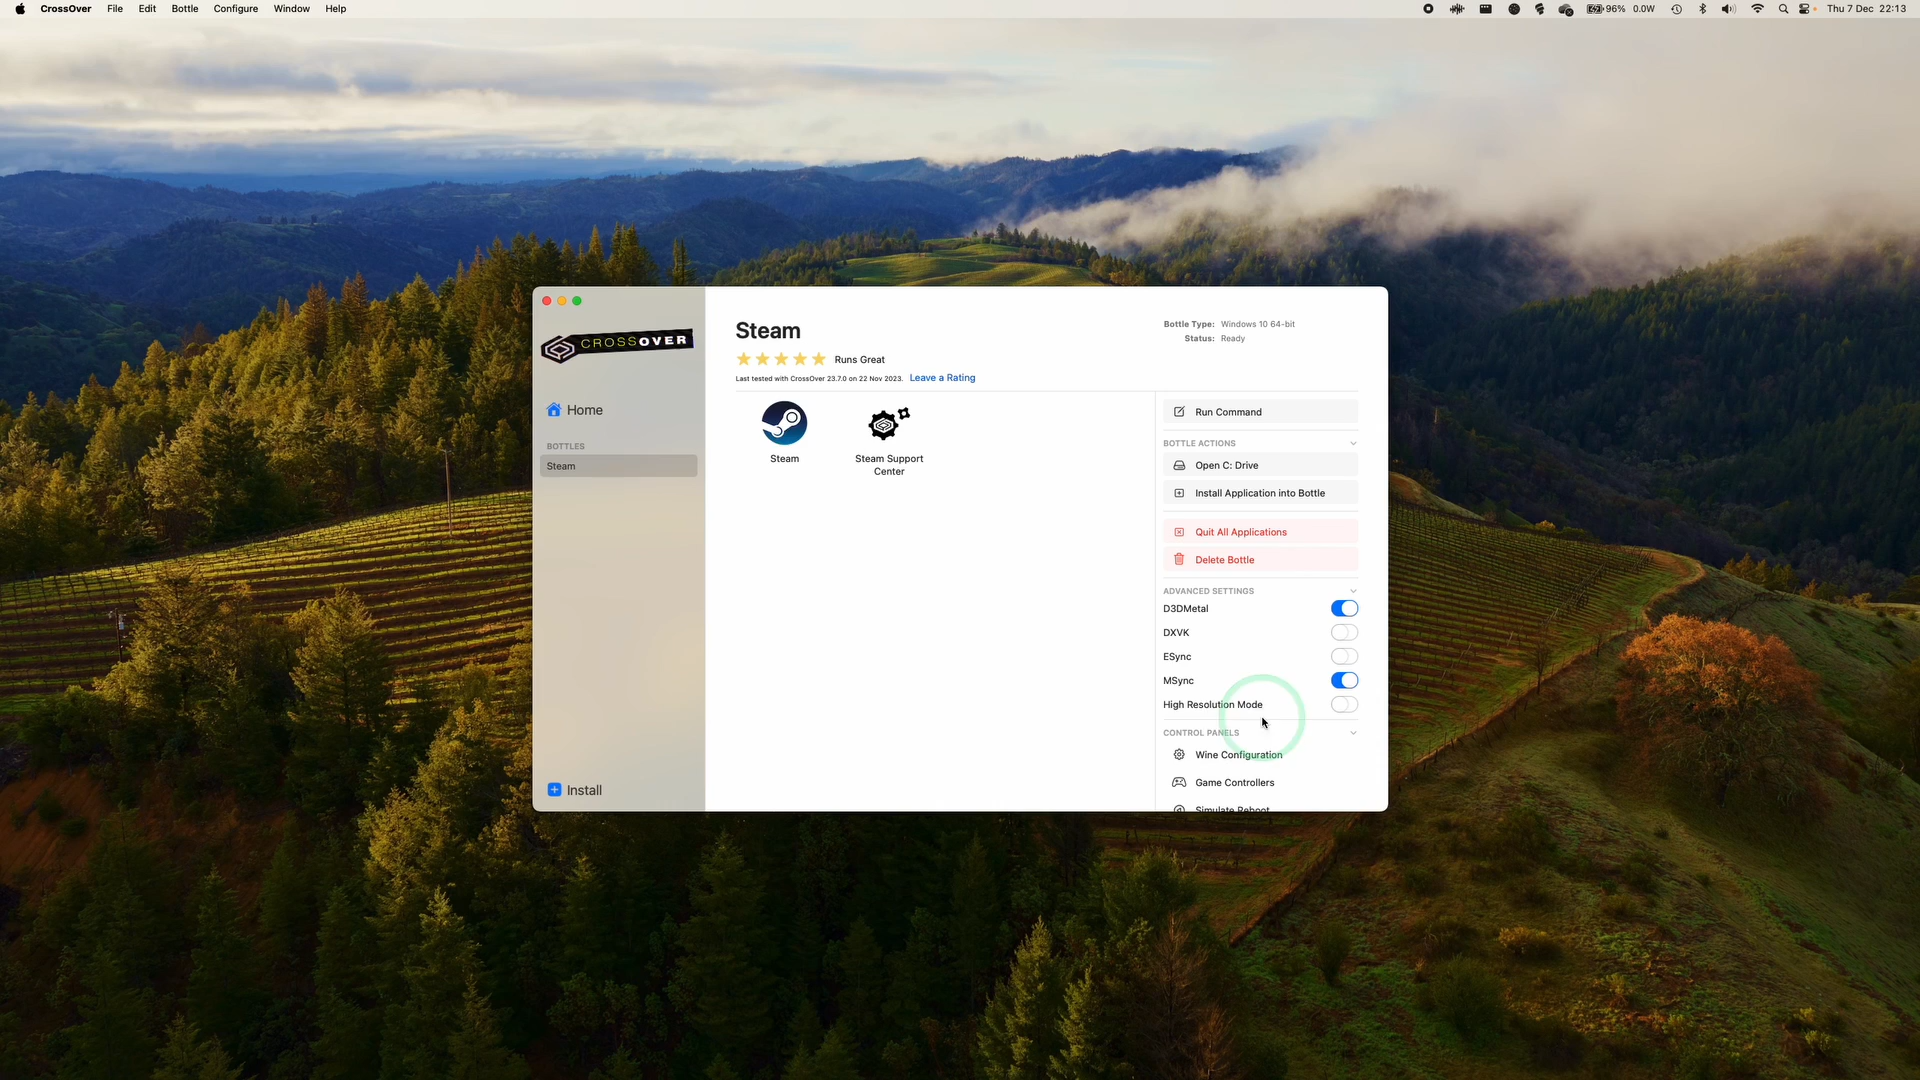 CrossOver File Edit Bottle Configure Window Help 96% 0.0W Thu 7 Dec 22:13
CROSSOVER
Home
BOTTLES
Steam
Install
Steam
Runs Great
Last tested with CrossOver 23.7.0 on 22 Nov 2023. Leave a Rating
Bottle Type: Windows 10 64-bit
Status: Ready
Steam
Steam Support
Center
Run Command
BOTTLE ACTIONS
Open C: Drive
Install Application into Bottle
Quit All Applications
Delete Bottle
ADVANCED SETTINGS
D3DMetal
DXVK
ESync
MSync
High Resolution Mode
CONTROL PANELS
Wine Configuration
Game Controllers
Simulate Reboot